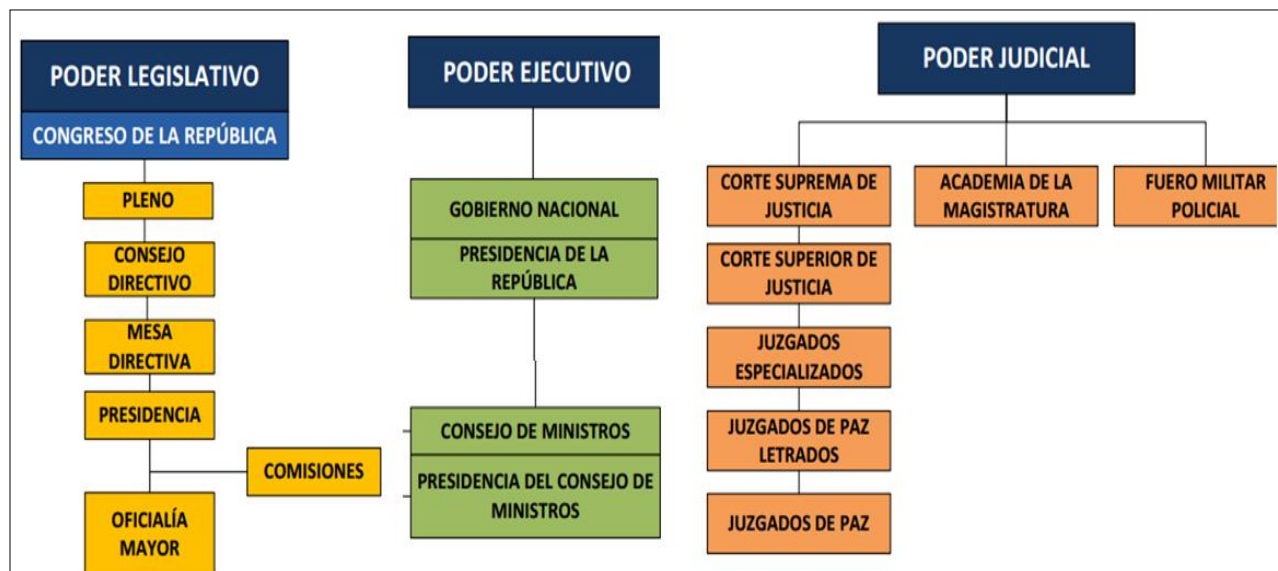 PODER LEGISLATIVO
CONGRESO DE LA REPÚBLICA
PLENO
CONSEJO
DIRECTIVO
MESA
DIRECTIVA
PRESIDENCIA
COMISIONES
OFICIALÍA
MAYOR
PODER EJECUTIVO
GOBIERNO NACIONAL
PRESIDENCIA DE LA
REPÚBLICA
CONSEJO DE MINISTROS
PRESIDENCIA DEL CONSEJO DE
MINISTROS
PODER JUDICIAL
CORTE SUPREMA DE
JUSTICIA
CORTE SUPERIOR DE
JUSTICIA
JUZGADOS
ESPECIALIZADOS
JUZGADOS DE PAZ
LETRADOS
JUZGADOS DE PAZ
ACADEMIA DE LA
MAGISTRATURA
FUERO MILITAR
POLICIAL